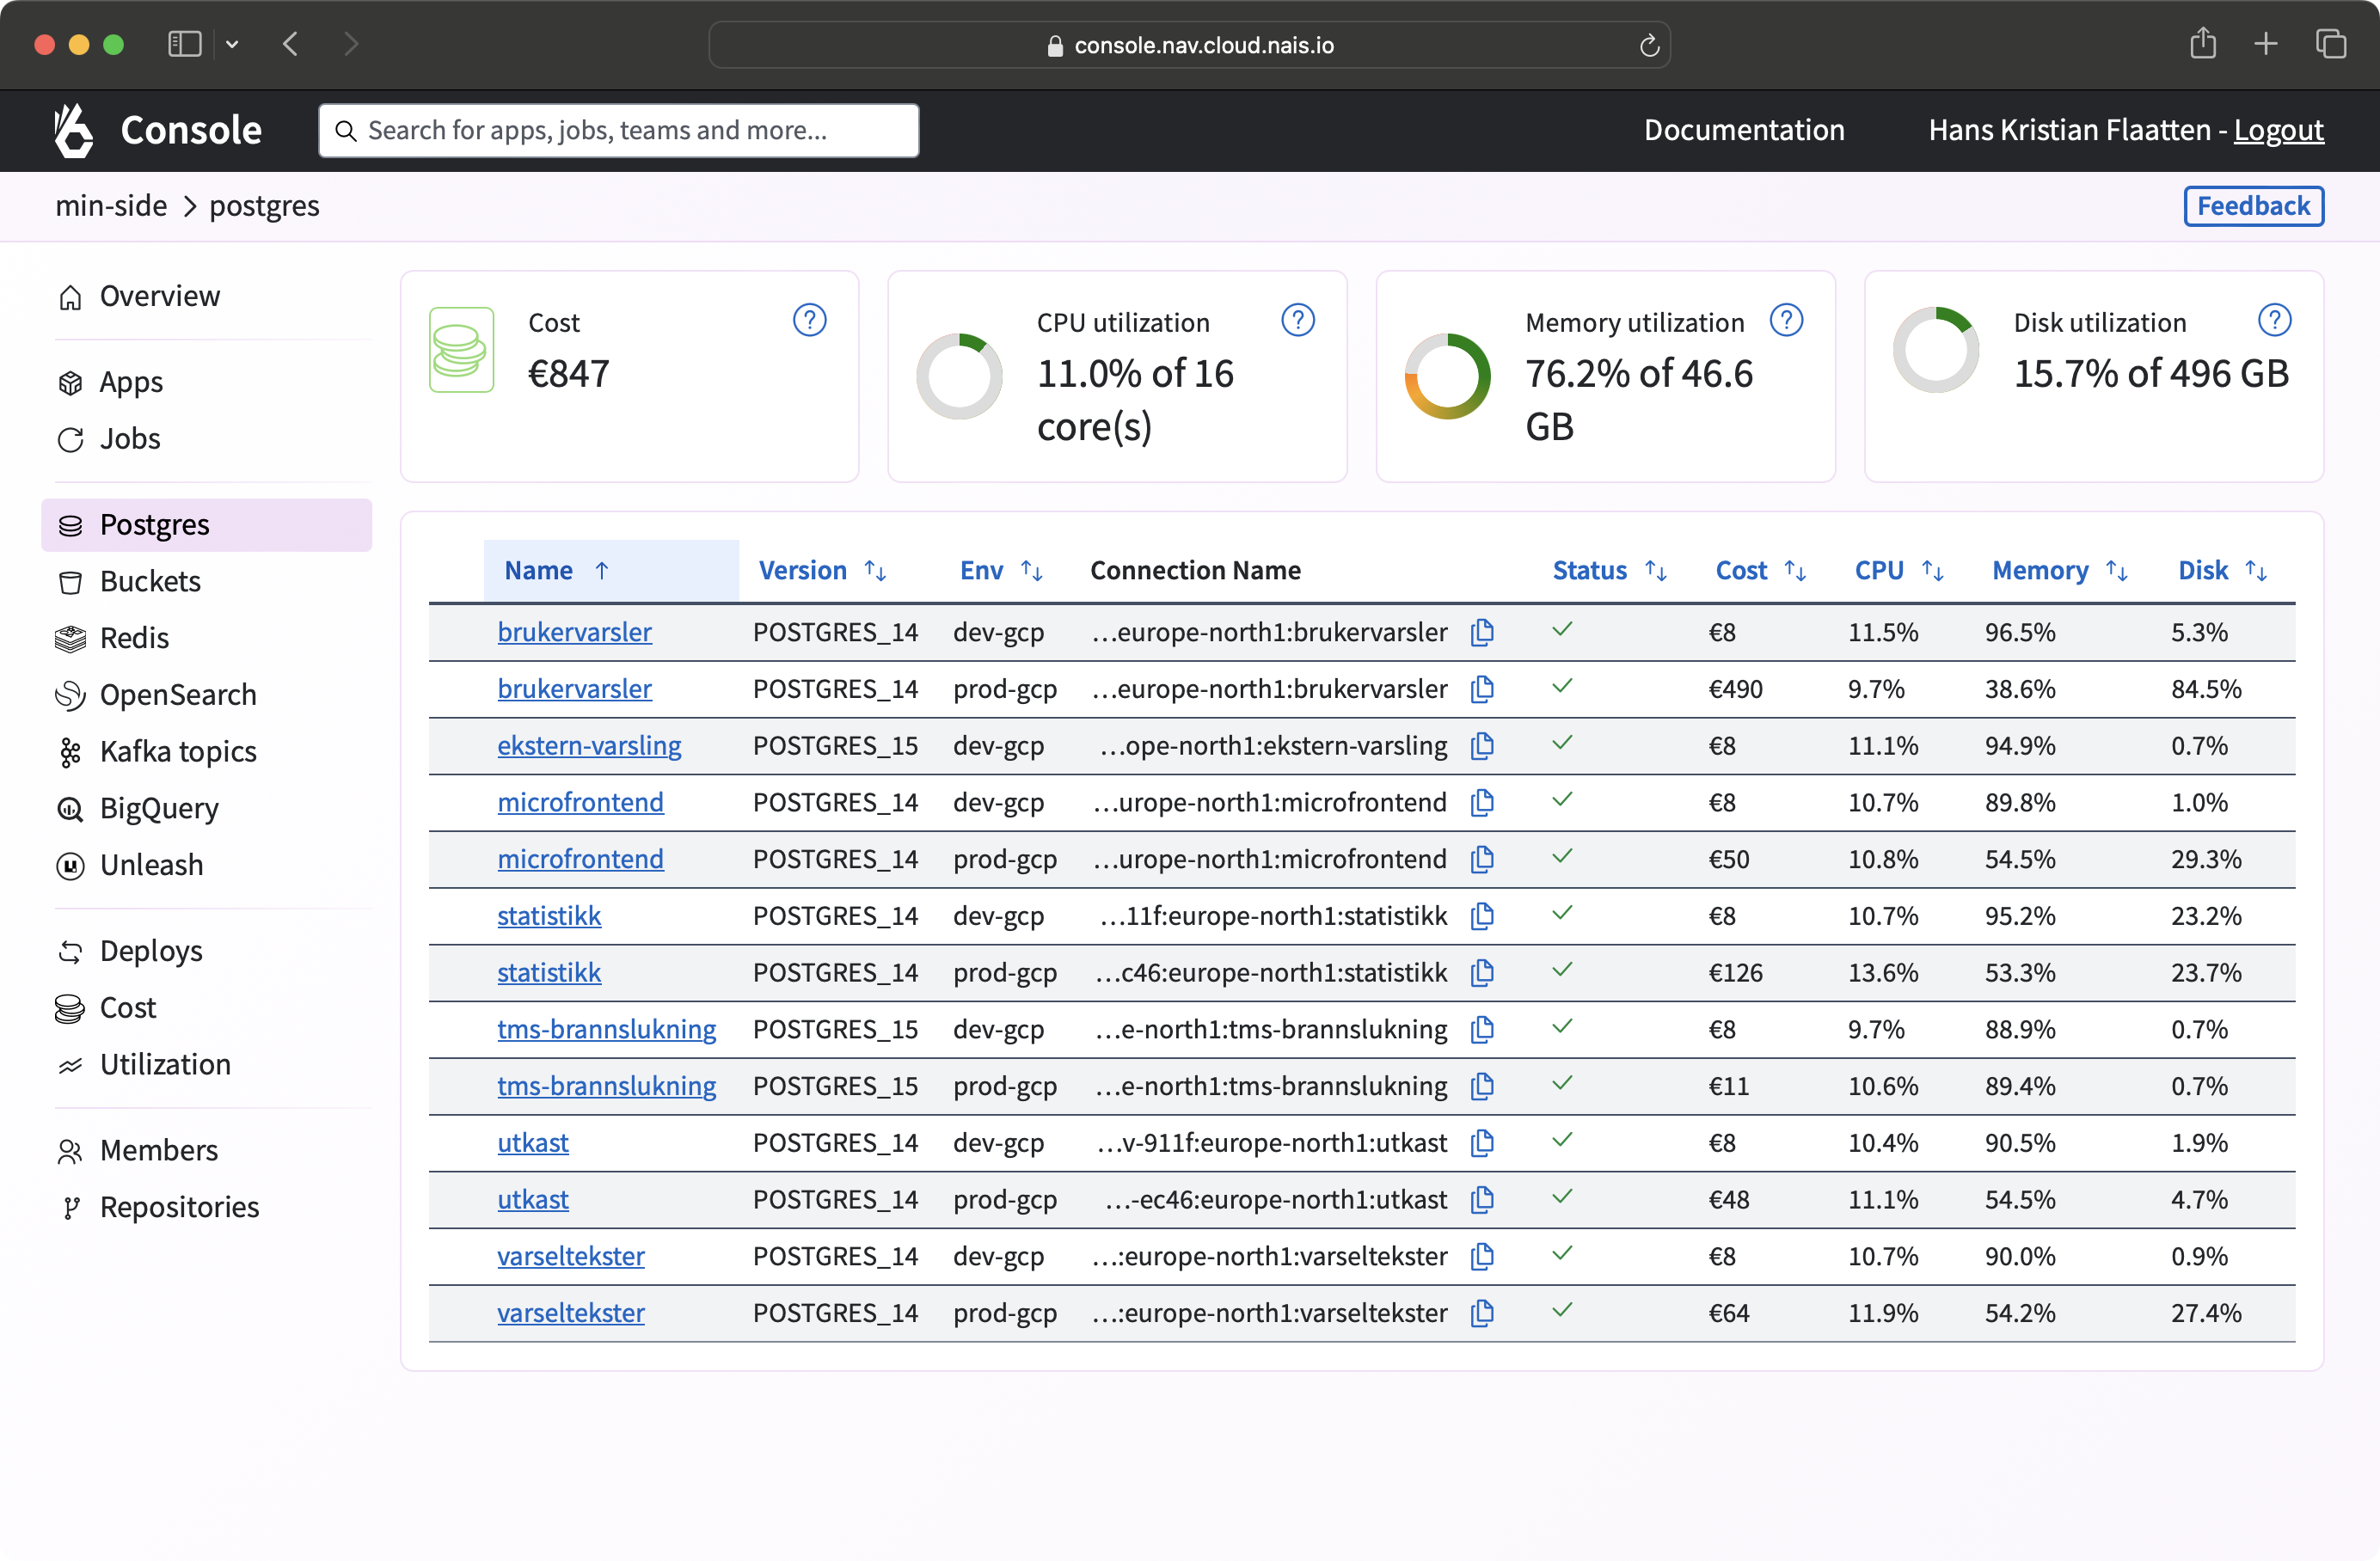 console.nav.cloud.nais.io
Console
Search for apps, jobs, teams and more...
Documentation
Hans Kristian Flaatten - Logout
min-side > postgres
Feedback
Overview
Apps
Jobs
Postgres
Buckets
Redis
OpenSearch
Kafka topics
BigQuery
Unleash
Deploys
Cost
Utilization
Members
Repositories
Cost
€847
CPU utilization
11.0% of 16
core(s)
Memory utilization
76.2% of 46.6
GB
Disk utilization
15.7% of 496 GB
Name Version Env Connection Name Status Cost CPU Memory Disk
brukervarsler POSTGRES_14 dev-gcp …europe-north1:brukervarsler €8 11.5% 96.5% 5.3%
brukervarsler POSTGRES_14 prod-gcp …europe-north1:brukervarsler €490 9.7% 38.6% 84.5%
ekstern-varsling POSTGRES_15 dev-gcp …ope-north1:ekstern-varsling €8 11.1% 94.9% 0.7%
microfrontend POSTGRES_14 dev-gcp …urope-north1:microfrontend €8 10.7% 89.8% 1.0%
microfrontend POSTGRES_14 prod-gcp …urope-north1:microfrontend €50 10.8% 54.5% 29.3%
statistikk POSTGRES_14 dev-gcp …11f:europe-north1:statistikk €8 10.7% 95.2% 23.2%
statistikk POSTGRES_14 prod-gcp …c46:europe-north1:statistikk €126 13.6% 53.3% 23.7%
tms-brannslukning POSTGRES_15 dev-gcp …e-north1:tms-brannslukning €8 9.7% 88.9% 0.7%
tms-brannslukning POSTGRES_15 prod-gcp …e-north1:tms-brannslukning €11 10.6% 89.4% 0.7%
utkast POSTGRES_14 dev-gcp …v-911f:europe-north1:utkast €8 10.4% 90.5% 1.9%
utkast POSTGRES_14 prod-gcp …-ec46:europe-north1:utkast €48 11.1% 54.5% 4.7%
varseltekster POSTGRES_14 dev-gcp …:europe-north1:varseltekster €8 10.7% 90.0% 0.9%
varseltekster POSTGRES_14 prod-gcp …:europe-north1:varseltekster €64 11.9% 54.2% 27.4%